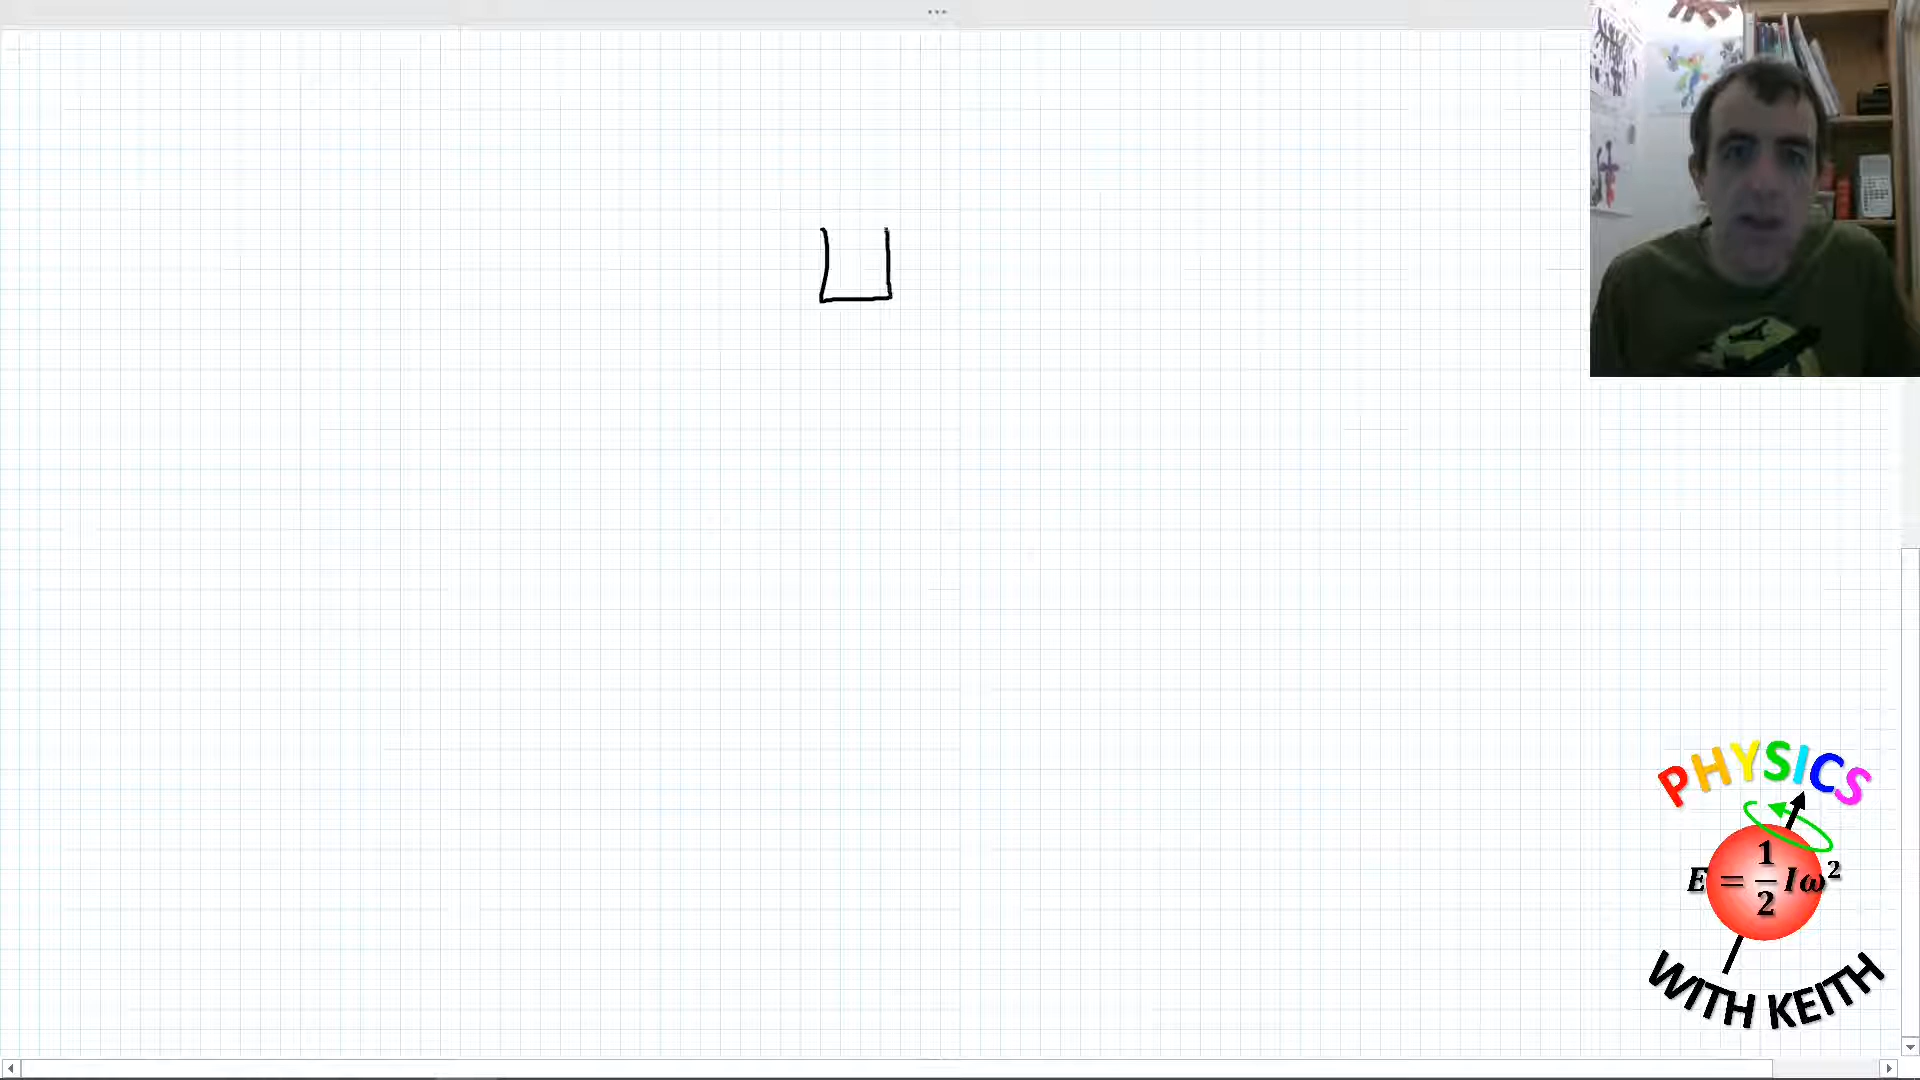 PHYSICS
E = 1/2 Iω²
WITH KEITH